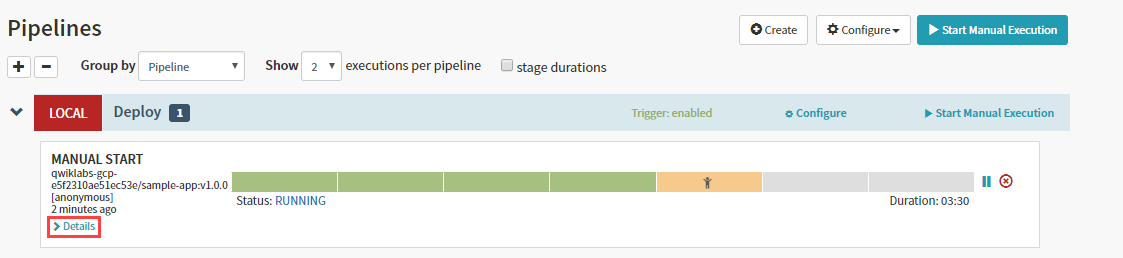 Pipelines
Create Configure Start Manual Execution
Group by Pipeline Show 2 executions per pipeline stage durations
LOCAL Deploy 1 Trigger: enabled Configure Start Manual Execution
MANUAL START
qwiklabs-gcp-
e5f2310ae51ec53e/sample-app:v1.0.0
[anonymous]
2 minutes ago
Status: RUNNING Duration: 03:30
Details